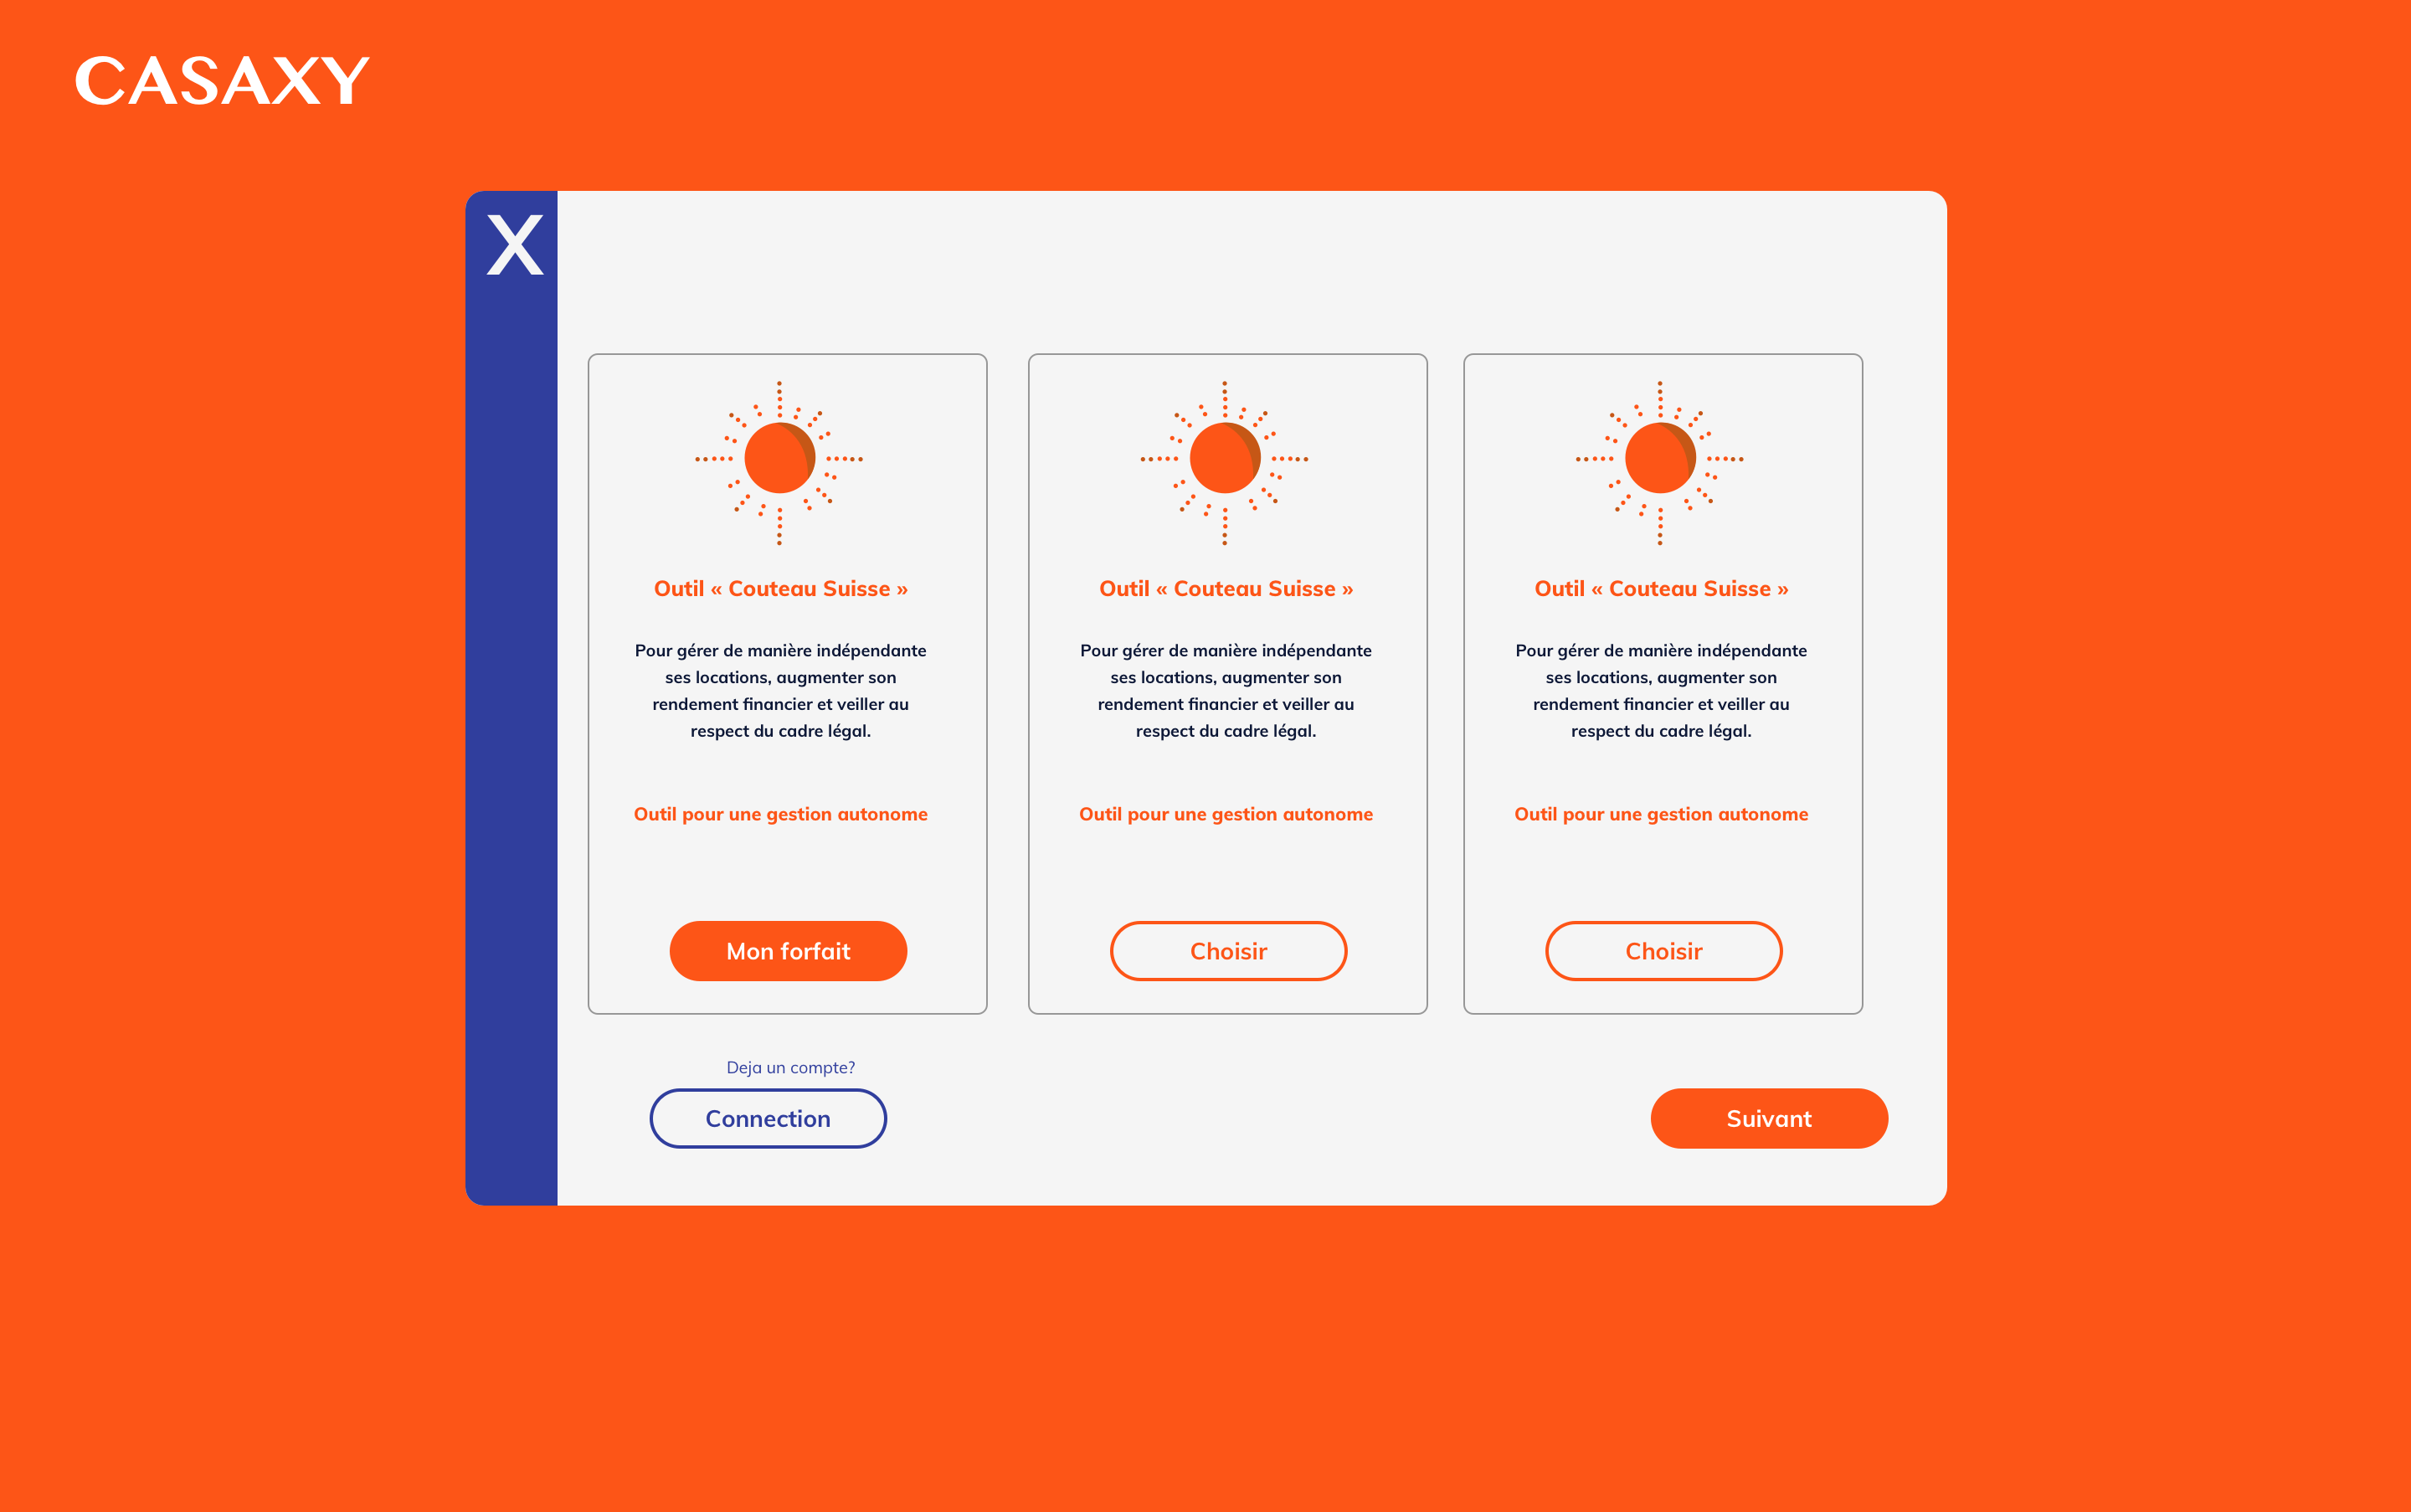 CASAXY
X
Outil « Couteau Suisse »
Pour gérer de manière indépendante
ses locations, augmenter son
rendement financier et veiller au
respect du cadre légal.
Outil pour une gestion autonome
Mon forfait
Outil « Couteau Suisse »
Pour gérer de manière indépendante
ses locations, augmenter son
rendement financier et veiller au
respect du cadre légal.
Outil pour une gestion autonome
Choisir
Outil « Couteau Suisse »
Pour gérer de manière indépendante
ses locations, augmenter son
rendement financier et veiller au
respect du cadre légal.
Outil pour une gestion autonome
Choisir
Deja un compte?
Connection
Suivant